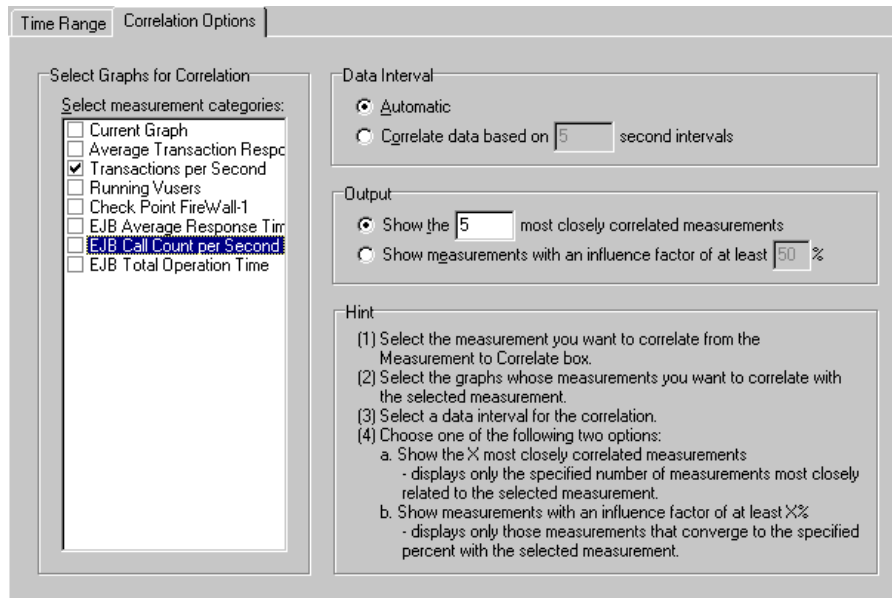 Time Range
Correlation Options
Select Graphs for Correlation
Select measurement categories:
Current Graph
Average Transaction Respc
Transactions per Second
Running Vusers
Check Point FireWall-1
EJB Average Response Tim
EJB Call Count per Second
EJB Total Operation Time
Data Interval
Automatic
Correlate data based on 5 second intervals
Output
Show the 5 most closely correlated measurements
Show measurements with an influence factor of at least 50 %
Hint
(1) Select the measurement you want to correlate from the
Measurement to Correlate box.
(2) Select the graphs whose measurements you want to correlate with
the selected measurement.
(3) Select a data interval for the correlation.
(4) Choose one of the following two options:
a. Show the X most closely correlated measurements
- displays only the specified number of measurements most closely
related to the selected measurement.
b. Show measurements with an influence factor of at least X%
- displays only those measurements that converge to the specified
percent with the selected measurement.